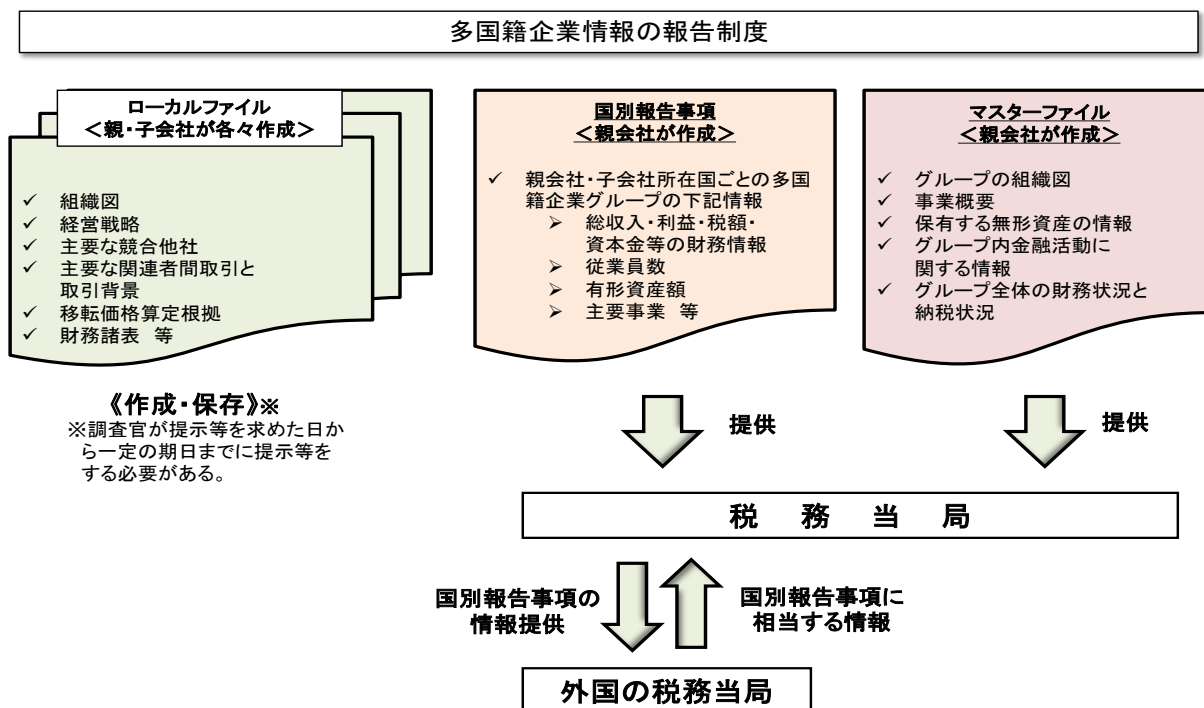 多国籍企業情報の報告制度
ローカルファイル
＜親・子会社が各々作成＞
✓ 組織図
✓ 経営戦略
✓ 主要な競合他社
✓ 主要な関連者間取引と
取引背景
✓ 移転価格算定根拠
✓ 財務諸表 等
《作成・保存》※
※調査官が提示等を求めた日か
ら一定の期日までに提示等を
する必要がある。
国別報告事項
＜親会社が作成＞
✓ 親会社・子会社所在国ごとの多国
籍企業グループの下記情報
➢ 総収入・利益・税額・
資本金等の財務情報
➢ 従業員数
➢ 有形資産額
➢ 主要事業 等
マスターファイル
＜親会社が作成＞
✓ グループの組織図
✓ 事業概要
✓ 保有する無形資産の情報
✓ グループ内金融活動に
関する情報
✓ グループ全体の財務状況と
納税状況
提供
提供
税 務 当 局
国別報告事項の
情報提供
国別報告事項に
相当する情報
外国の税務当局